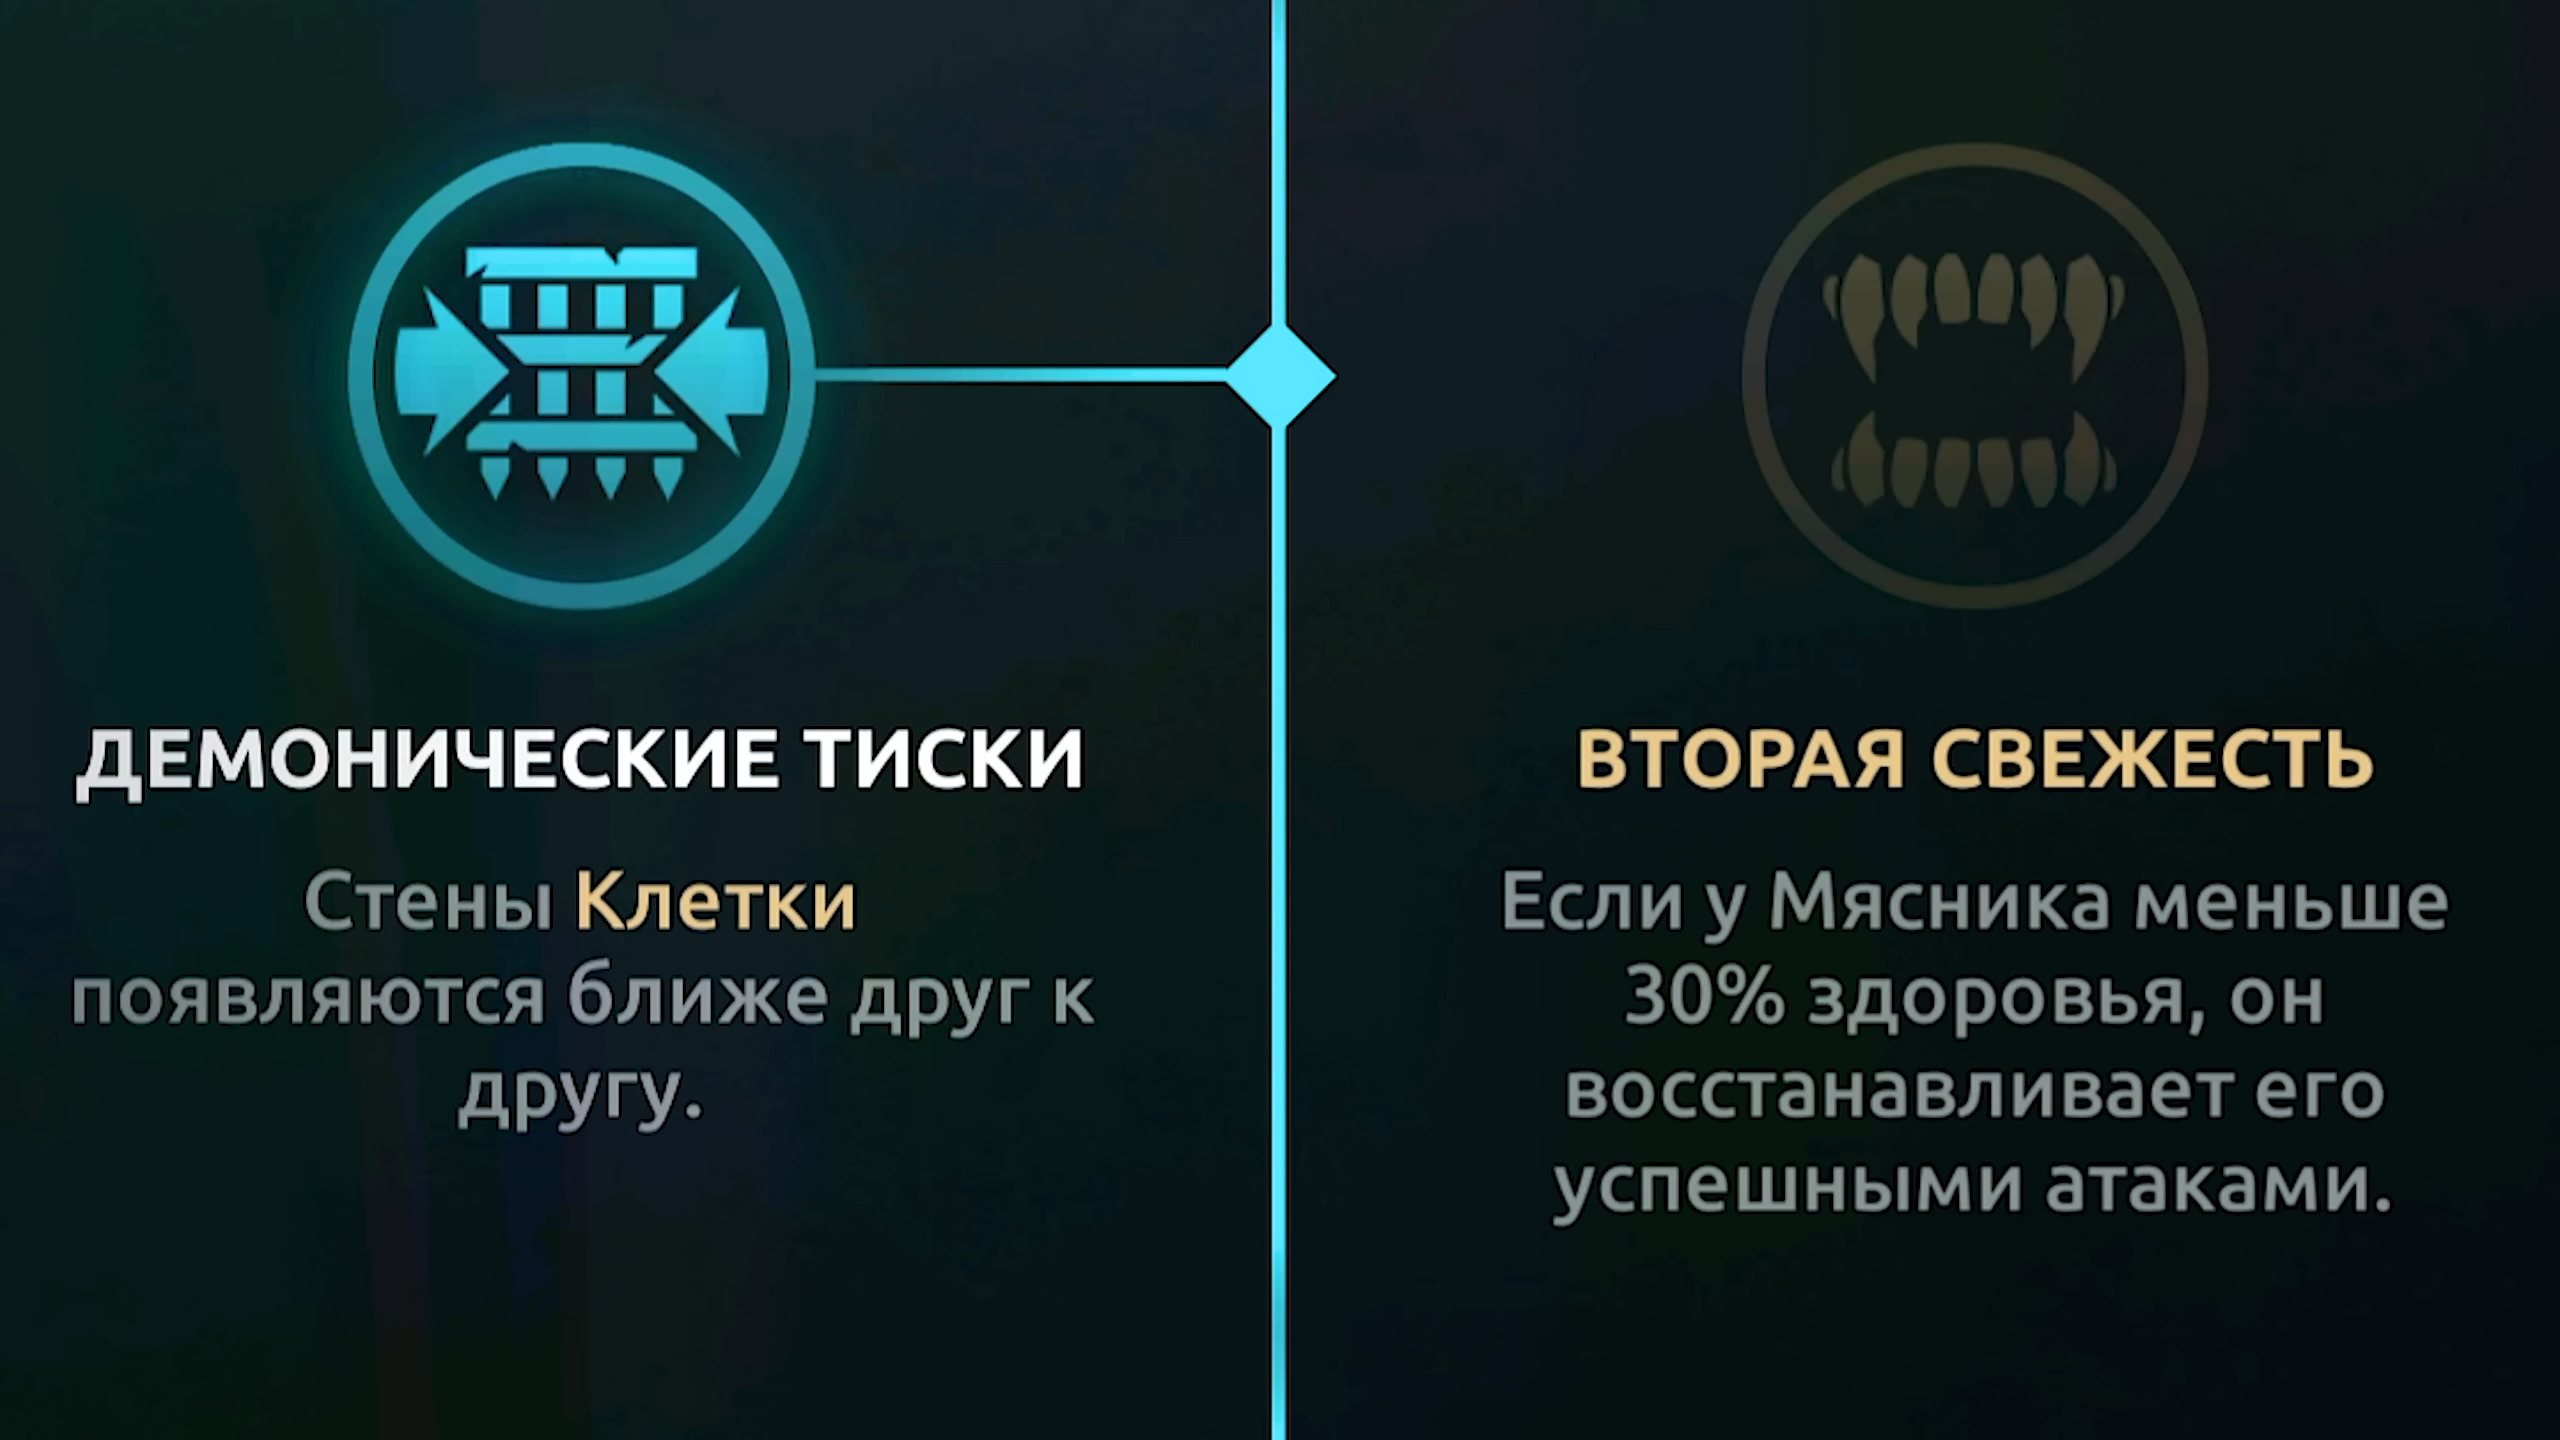 ДЕМОНИЧЕСКИЕ ТИСКИ
Стены Клетки
появляются ближе друг к
другу.
ВТОРАЯ СВЕЖЕСТЬ
Если у Мясника меньше
30% здоровья, он
восстанавливает его
успешными атаками.